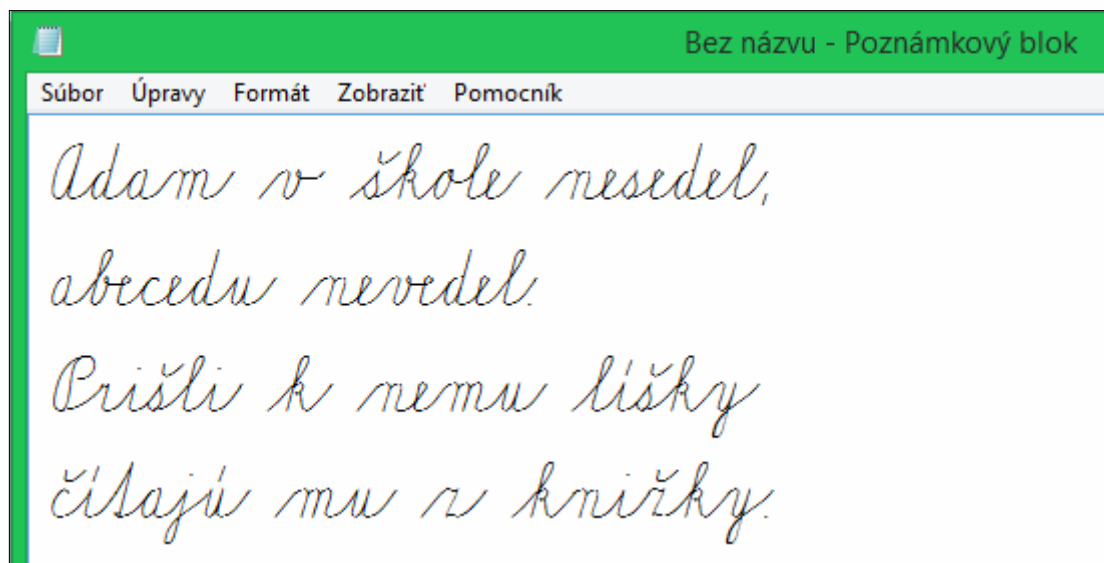 Bez názvu - Poznámkový blok
Súbor Úpravy Formát Zobraziť Pomocník
Adam v škole nesedel,
abecedu nevedel.
Prišli k nemu líšky
čítajú mu z knižky.